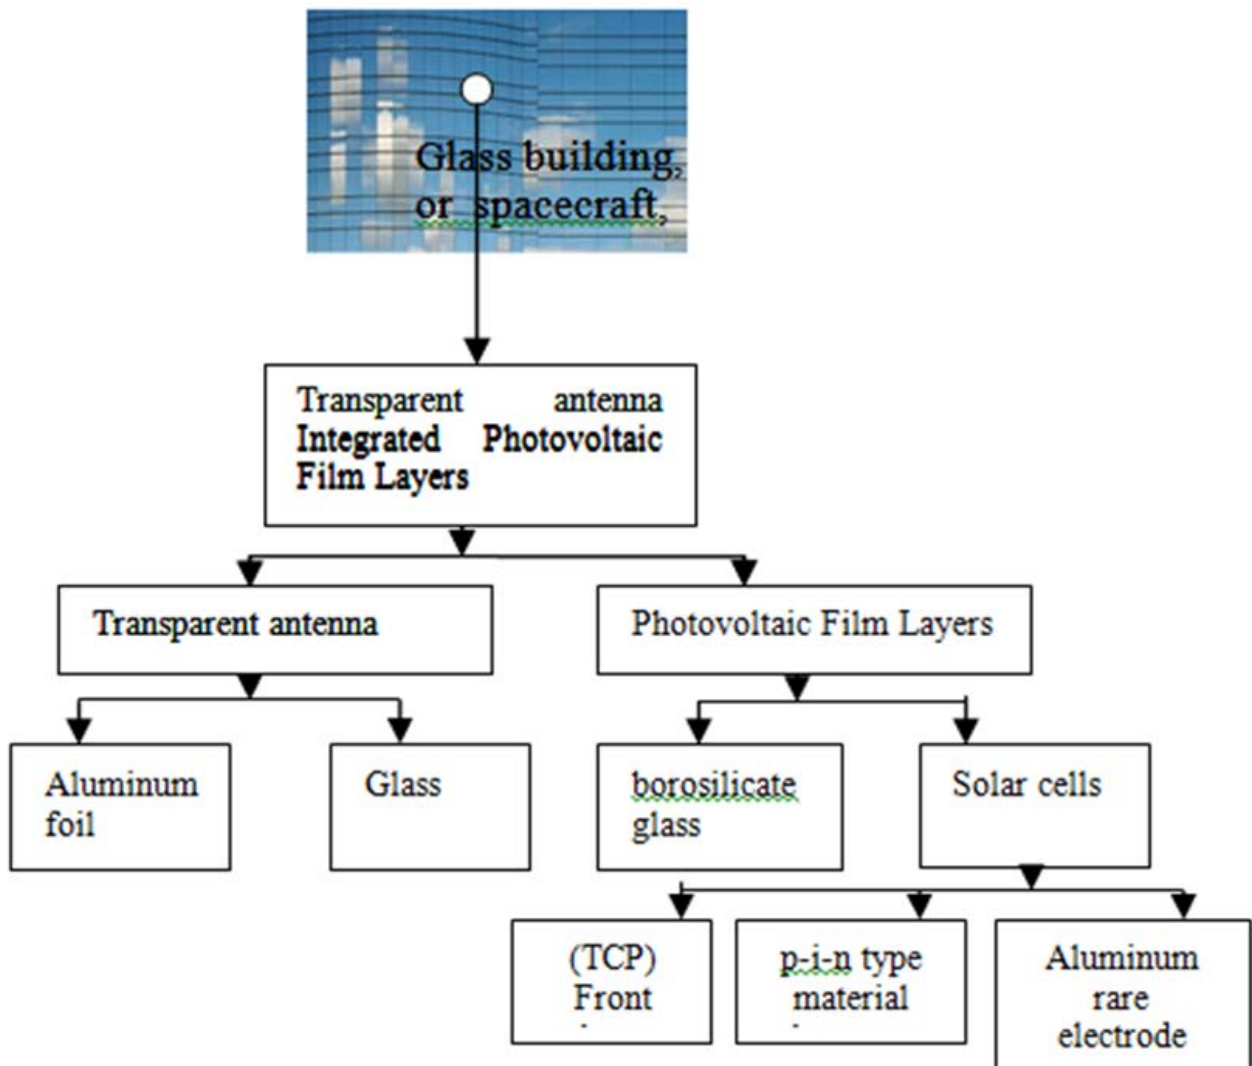 Glass building,
or spacecraft,
Transparent antenna
Integrated Photovoltaic
Film Layers
Transparent antenna
Photovoltaic Film Layers
Aluminum
foil
Glass
borosilicate
glass
Solar cells
(TCP)
Front
p-i-n type
material
Aluminum
rare
electrode